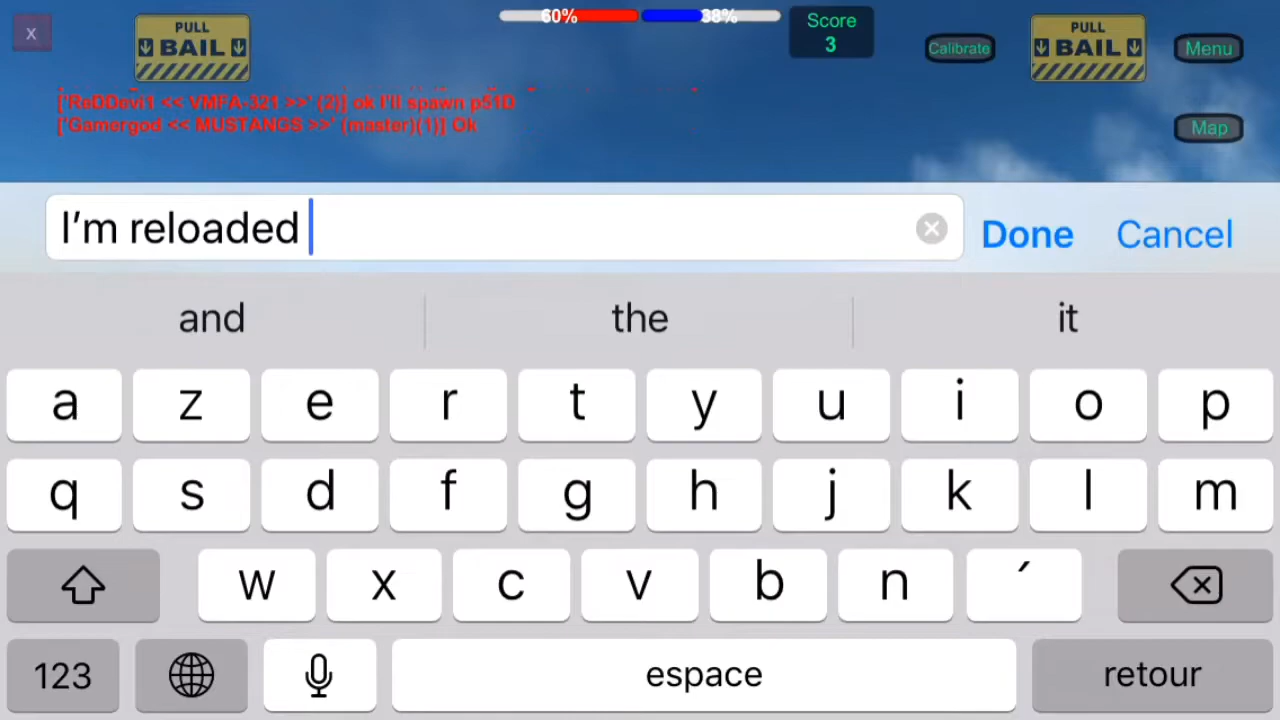 x
PULL
BAIL
60%
38%
Score
3
Calibrate
PULL
BAIL
Menu
Map
['ReDDevi1 << VMFA-321 >>' (2)] ok I'll spawn p51D
['Gamergod << MUSTANGS >>' (master)(1)] Ok
I'm reloaded
Done
Cancel
and the it
a z e r t y u i o p
q s d f g h j k l m
w x c v b n ´
123 espace retour